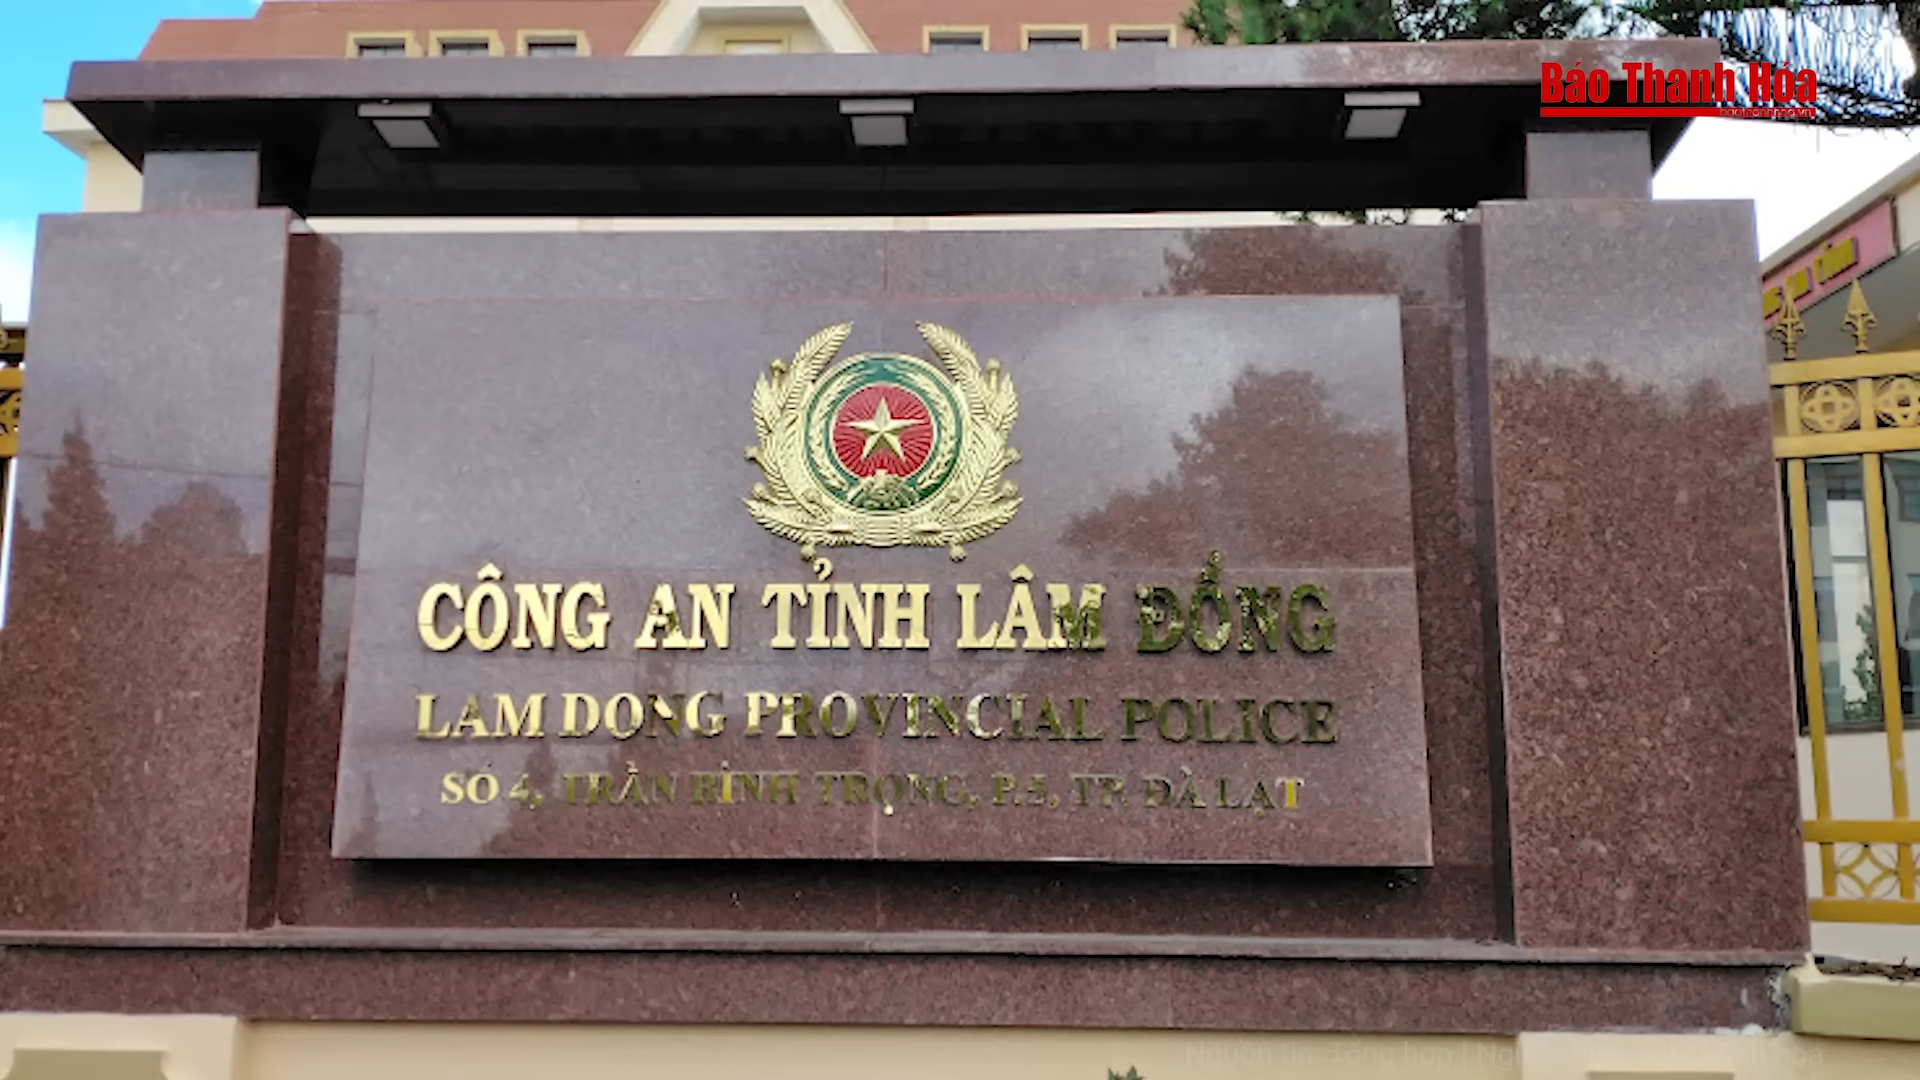 Báo Thanh Hóa
CÔNG AN TỈNH LÂM ĐỒNG
LAM DONG PROVINCIAL POLICE
SỐ 4, TRẦN BÌNH TRỌNG, P.5, TP. ĐÀ LẠT